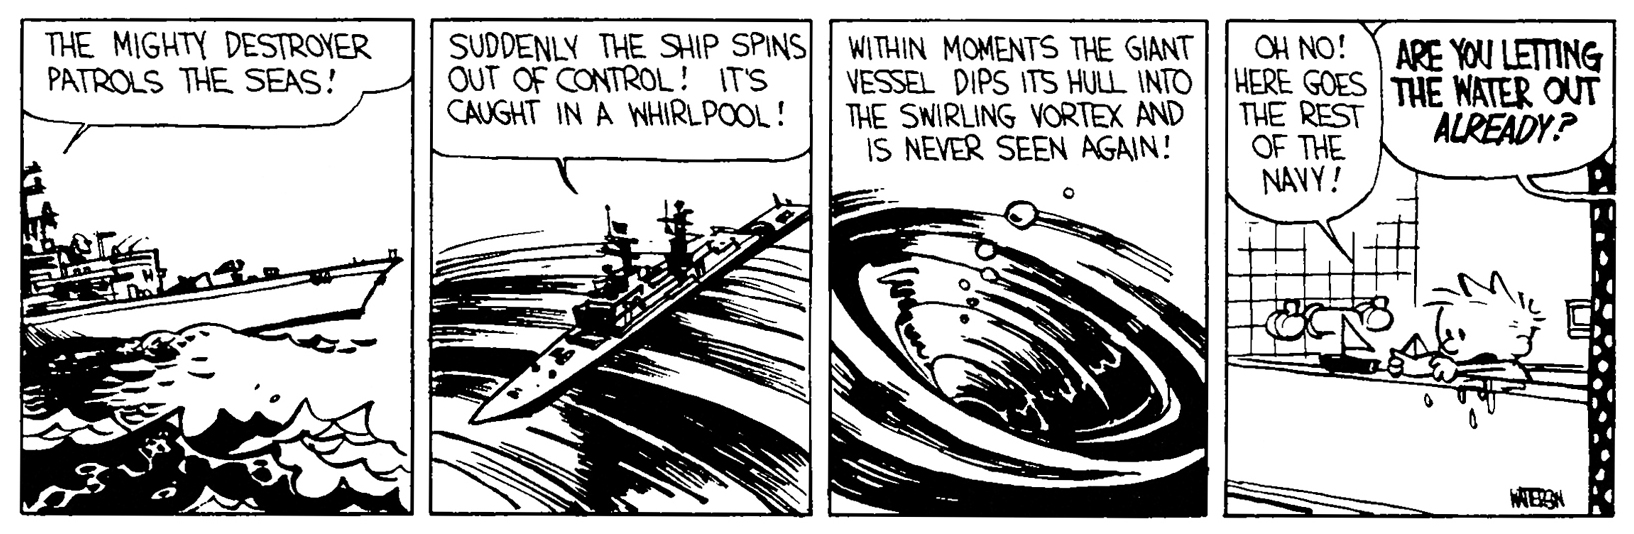 THE MIGHTY DESTROYER
PATROLS THE SEAS!
SUDDENLY THE SHIP SPINS
OUT OF CONTROL! IT'S
CAUGHT IN A WHIRLPOOL!
WITHIN MOMENTS THE GIANT
VESSEL DIPS ITS HULL INTO
THE SWIRLING VORTEX AND
IS NEVER SEEN AGAIN!
OH NO!
HERE GOES
THE REST
OF THE
NAVY!
ARE YOU LETTING
THE WATER OUT
ALREADY?
WATTERSON